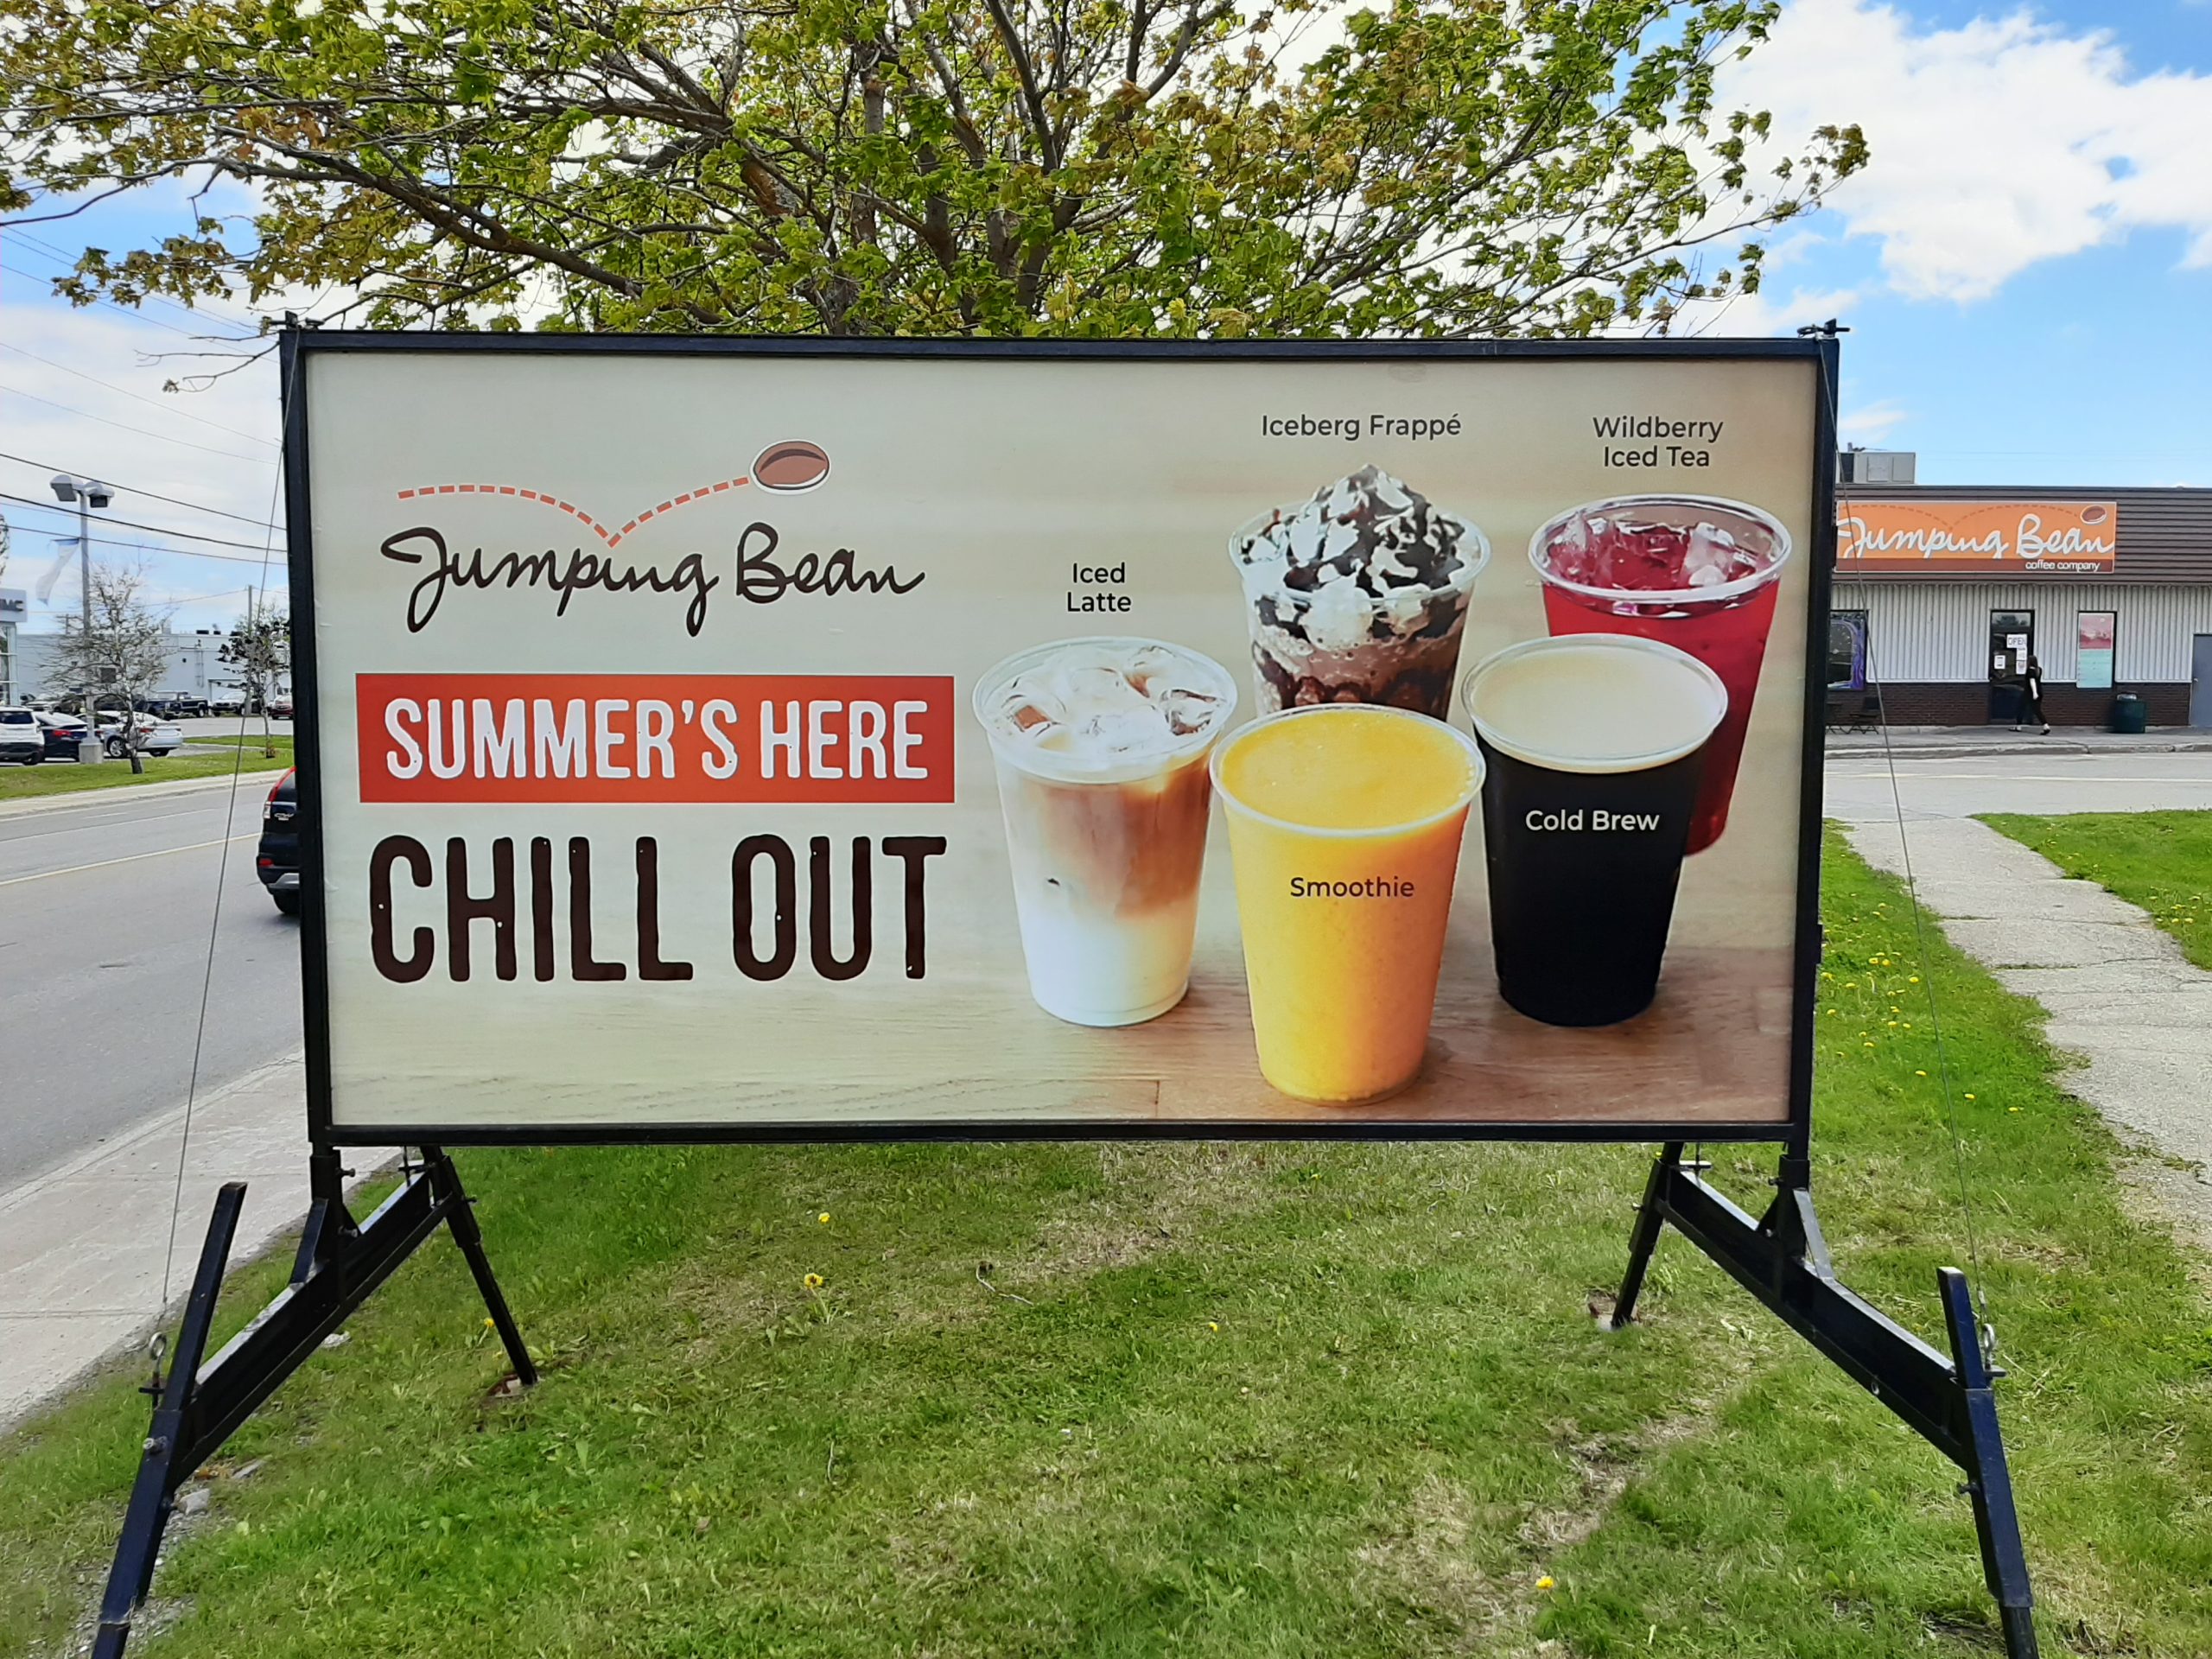 Jumping Bean
SUMMER'S HERE
CHILL OUT
Iced
Latte
Iceberg Frappé
Wildberry
Iced Tea
Smoothie
Cold Brew
Jumping Bean
coffee company
OPEN